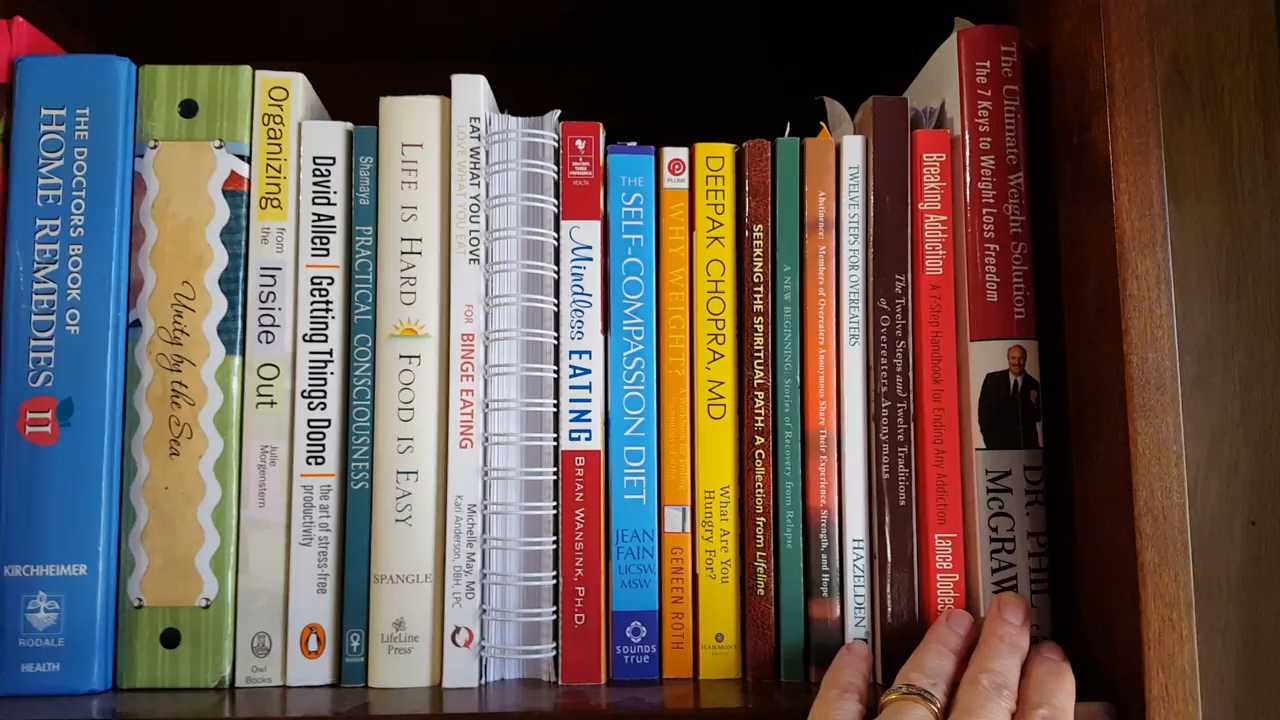 THE DOCTORS BOOK OF
HOME REMEDIES
II
KIRCHHEIMER
RODALE
HEALTH
Unity by the Sea
Organizing
from
the
Inside Out
Julie
Morgenstern
Owl
Books
David Allen | Getting Things Done | the art of stress-free
productivity
Shamaya PRACTICAL CONSCIOUSNESS
LIFE IS HARD FOOD IS EASY
SPANGLE
LifeLine
Press
EAT WHAT YOU LOVE
LOVE WHAT YOU EAT
FOR BINGE EATING
Michelle May, MD
Kari Anderson, DBH, LPC
HEALTH
Mindless EATING
BRIAN WANSINK, PH.D.
THE SELF-COMPASSION DIET
JEAN
FAIN
LICSW,
MSW
sounds
true
PLUME
WHY WEIGHT?
GENEEN ROTH
DEEPAK CHOPRA, MD
What Are You
Hungry For?
HARMONY
SEEKING THE SPIRITUAL PATH: A Collection from Lifeline
A NEW BEGINNING: Stories of Recovery from Relapse
Abstinence: Members of Overeaters Anonymous Share Their Experience, Strength, and Hope
TWELVE STEPS FOR OVEREATERS
HAZELDEN
The Twelve Steps and Twelve Traditions
of Overeaters Anonymous
Breaking Addiction A 7-Step Handbook for Ending Any Addiction Lance Dodes
The Ultimate Weight Solution
The 7 Keys to Weight Loss Freedom
DR. PHIL
McGRAW